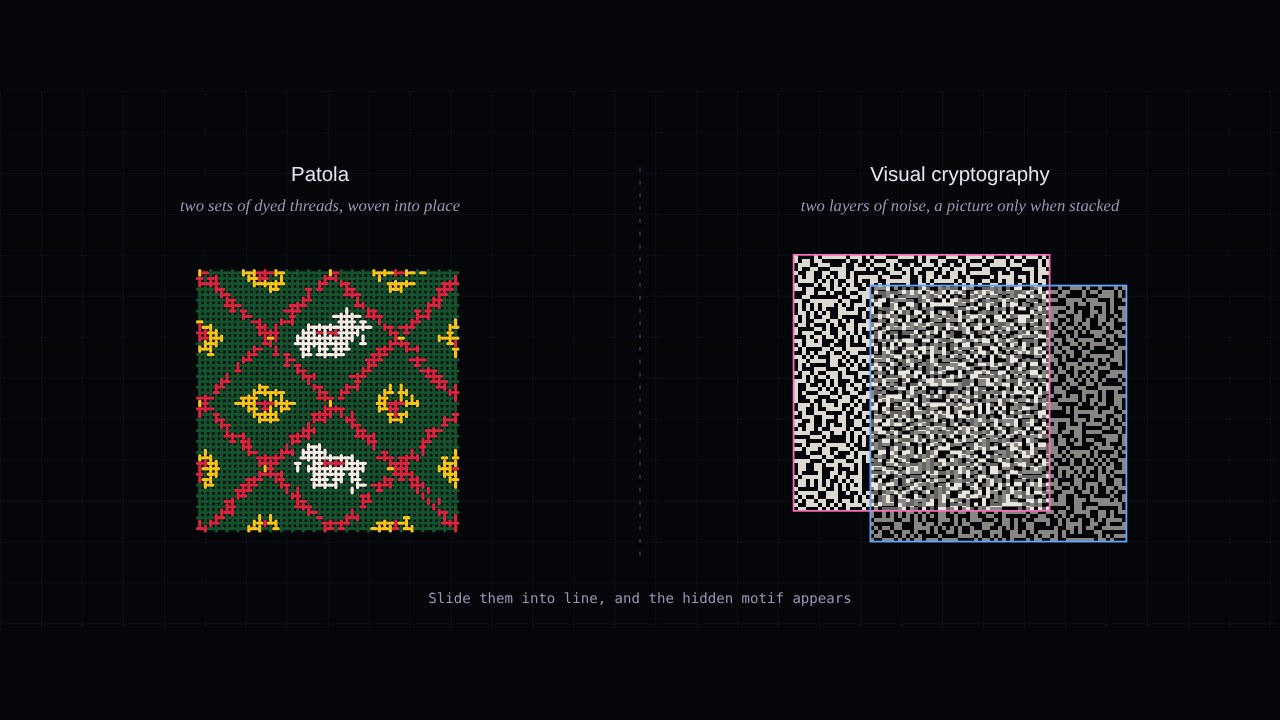 Patola
two sets of dyed threads, woven into place
Visual cryptography
two layers of noise, a picture only when stacked
Slide them into line, and the hidden motif appears